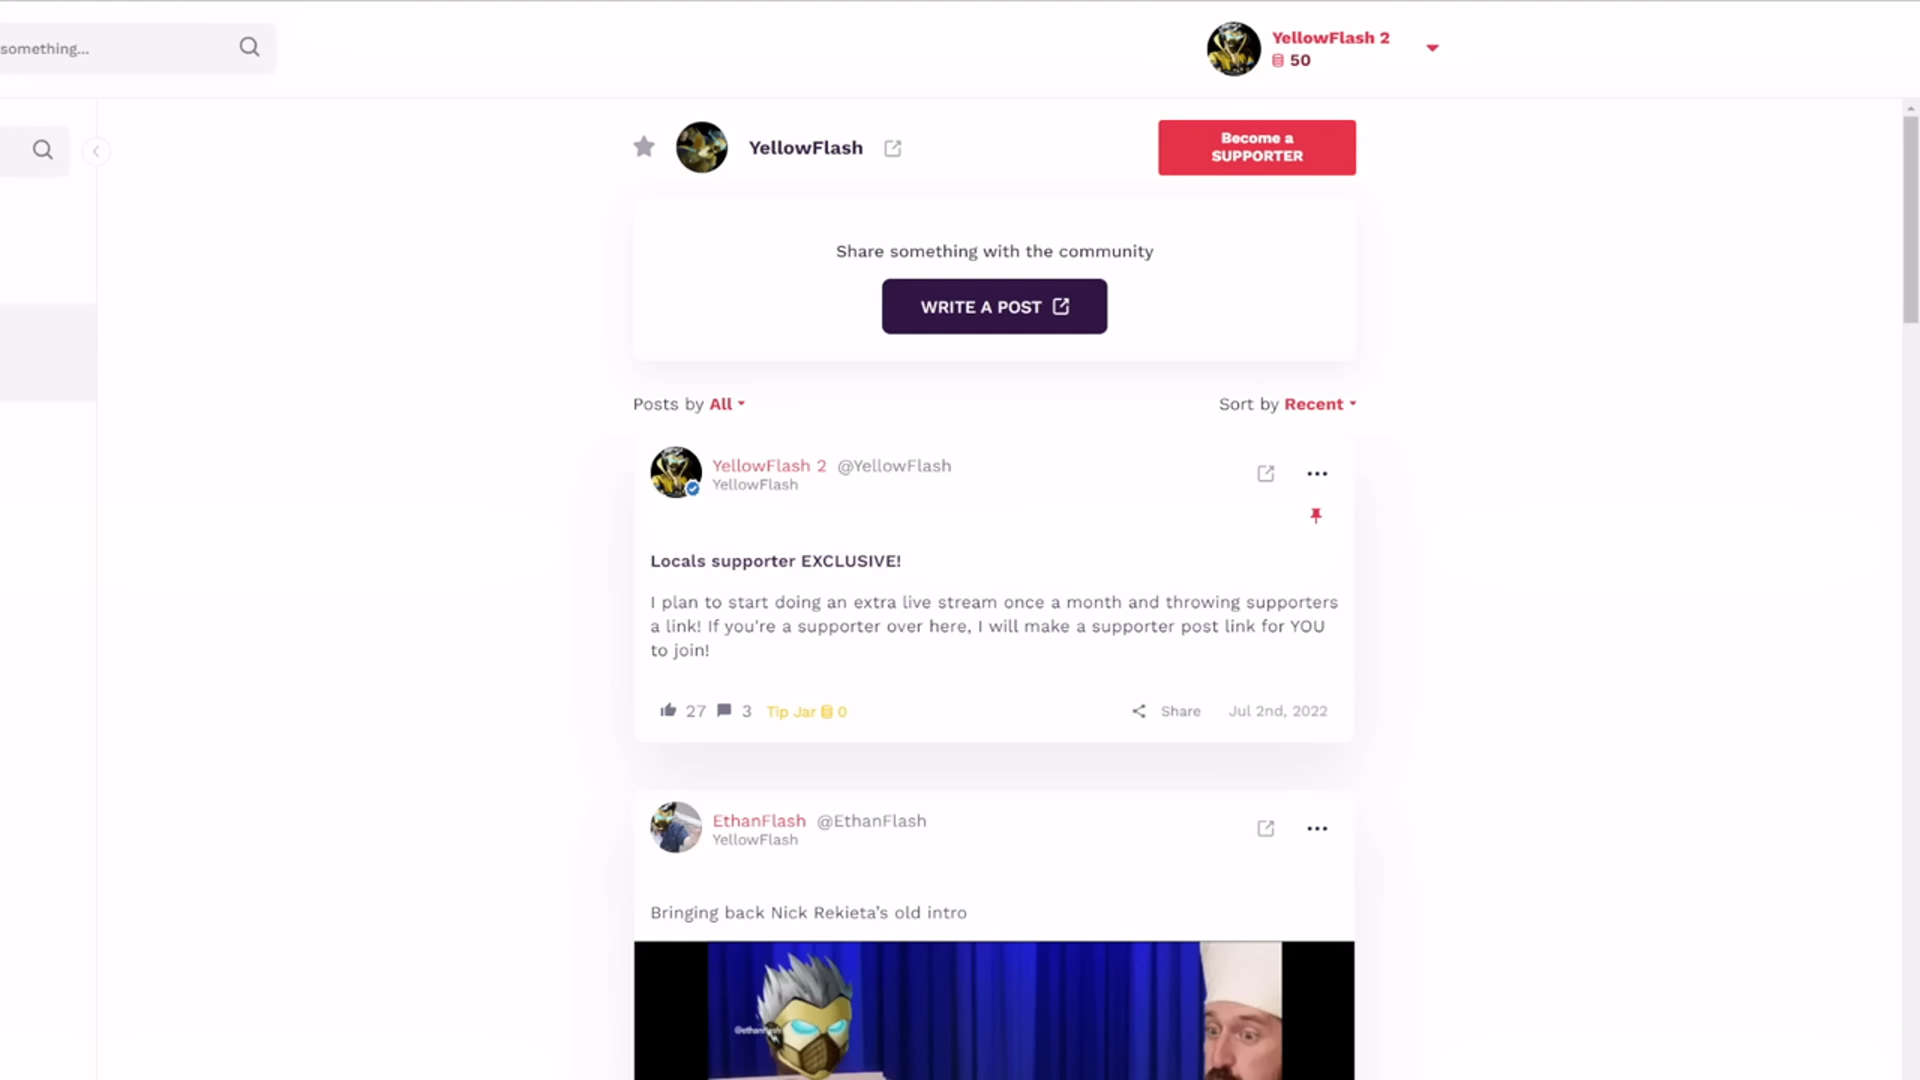 something...
YellowFlash 2
50
YellowFlash
Become a
SUPPORTER
Share something with the community
WRITE A POST
Posts by All
Sort by Recent
YellowFlash 2 @YellowFlash
YellowFlash
Locals supporter EXCLUSIVE!
I plan to start doing an extra live stream once a month and throwing supporters
a link! If you're a supporter over here, I will make a supporter post link for YOU
to join!
27 3 Tip Jar 0
Share Jul 2nd, 2022
EthanFlash @EthanFlash
YellowFlash
Bringing back Nick Rekieta’s old intro